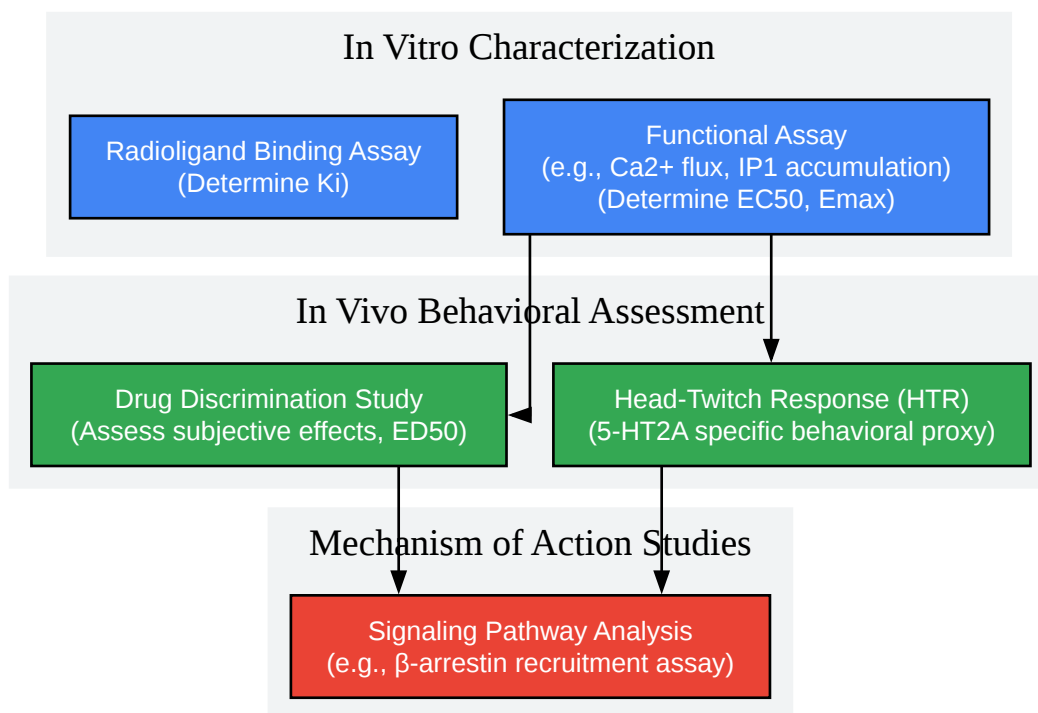 In Vitro Characterization
Radioligand Binding Assay
(Determine Ki)
Functional Assay
(e.g., Ca2+ flux, IP1 accumulation)
(Determine EC50, Emax)
In Vivo Behavioral Assessment
Drug Discrimination Study
(Assess subjective effects, ED50)
Head-Twitch Response (HTR)
(5-HT2A specific behavioral proxy)
Mechanism of Action Studies
Signaling Pathway Analysis
(e.g., β-arrestin recruitment assay)